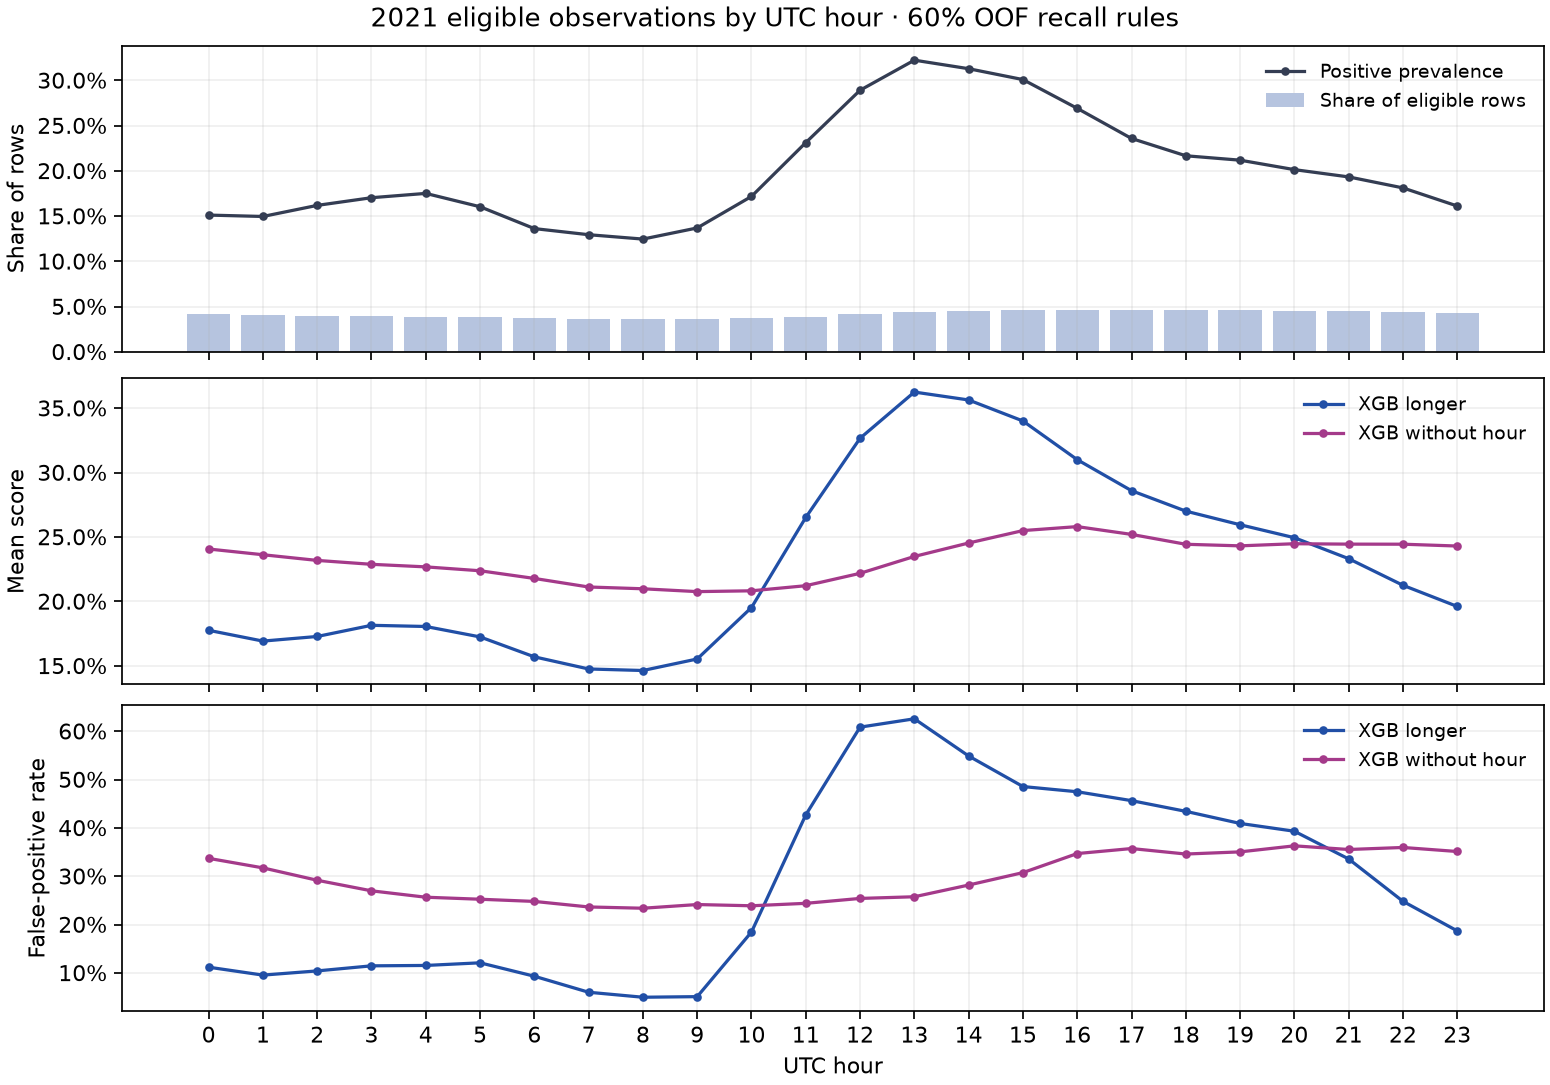 2021 eligible observations by UTC hour · 60% OOF recall rules
Share of rows
30.0%
25.0%
20.0%
15.0%
10.0%
5.0%
0.0%
Positive prevalence
Share of eligible rows
Mean score
35.0%
30.0%
25.0%
20.0%
15.0%
XGB longer
XGB without hour
False-positive rate
60%
50%
40%
30%
20%
10%
XGB longer
XGB without hour
0 1 2 3 4 5 6 7 8 9 10 11 12 13 14 15 16 17 18 19 20 21 22 23
UTC hour